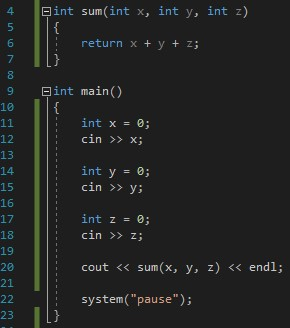 4 int sum(int x, int y, int z)
5 {
6     return x + y + z;
7 }
8
9 int main()
10 {
11     int x = 0;
12     cin >> x;
13
14     int y = 0;
15     cin >> y;
16
17     int z = 0;
18     cin >> z;
19
20     cout << sum(x, y, z) << endl;
21
22     system("pause");
23 }